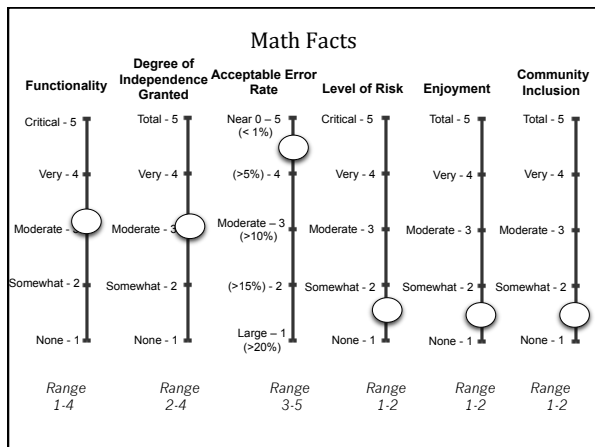 Math Facts
Functionality
Critical - 5
Very - 4
Moderate - 3
Somewhat - 2
None - 1
Range
1-4
Degree of
Independence
Granted
Total - 5
Very - 4
Moderate - 3
Somewhat - 2
None - 1
Range
2-4
Acceptable Error
Rate
Near 0 – 5
(< 1%)
(>5%) - 4
Moderate – 3
(>10%)
(>15%) - 2
Large – 1
(>20%)
Range
3-5
Level of Risk
Critical - 5
Very - 4
Moderate - 3
Somewhat - 2
None - 1
Range
1-2
Enjoyment
Total - 5
Very - 4
Moderate - 3
Somewhat - 2
None - 1
Range
1-2
Community
Inclusion
Total - 5
Very - 4
Moderate - 3
Somewhat - 2
None - 1
Range
1-2